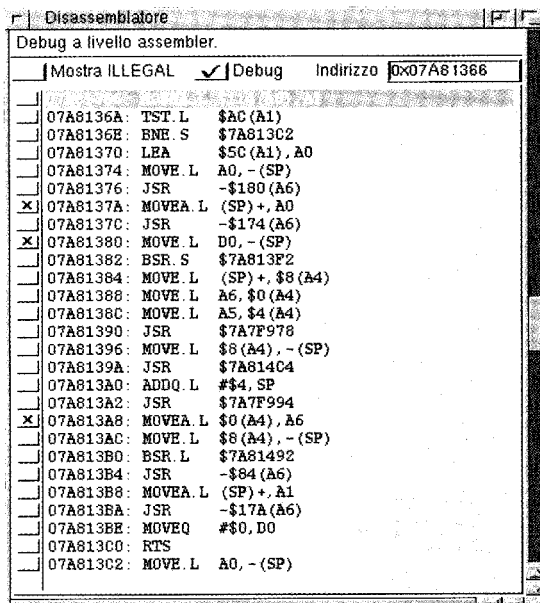 Disassemblatore
Debug a livello assembler.
Mostra ILLEGAL Debug Indirizzo 0x07A81366
07A8136A: TST.L $AC(A1)
07A8136E: BNE.S $7A813C2
07A81370: LEA $5C(A1),A0
07A81374: MOVE.L A0,-(SP)
07A81376: JSR -$180(A6)
07A8137A: MOVEA.L (SP)+,A0
07A8137C: JSR -$174(A6)
07A81380: MOVE.L D0,-(SP)
07A81382: BSR.S $7A813F2
07A81384: MOVE.L (SP)+,$8(A4)
07A81388: MOVE.L A6,$0(A4)
07A8138C: MOVE.L A5,$4(A4)
07A81390: JSR $7A7F978
07A81396: MOVE.L $8(A4),-(SP)
07A8139A: JSR $7A814C4
07A813A0: ADDQ.L #$4,SP
07A813A2: JSR $7A7F994
07A813A8: MOVEA.L $0(A4),A6
07A813AC: MOVE.L $8(A4),-(SP)
07A813B0: BSR.L $7A81492
07A813B4: JSR -$84(A6)
07A813B8: MOVEA.L (SP)+,A1
07A813BA: JSR -$17A(A6)
07A813BE: MOVEQ #$0,D0
07A813C0: RTS
07A813C2: MOVE.L A0,-(SP)